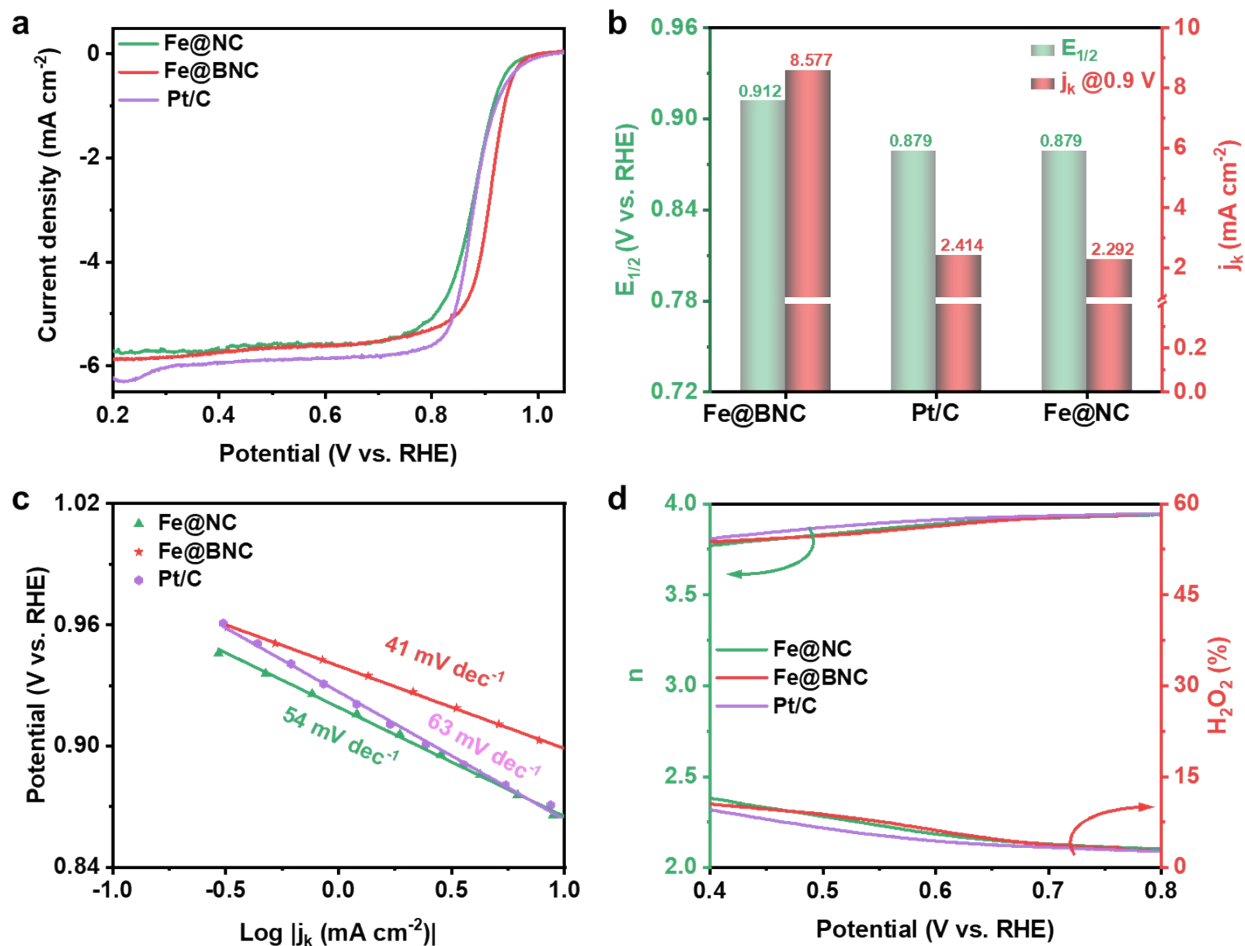 a
Fe@NC
Fe@BNC
Pt/C
0
-2
-4
-6
0.2 0.4 0.6 0.8 1.0
Current density (mA cm⁻²)
Potential (V vs. RHE)
b
E₁/₂
jₖ @0.9 V
0.96
0.90
0.84
0.78
0.72
10
8
6
4
2
0.2
0.0
0.912
8.577
0.879
2.414
0.879
2.292
Fe@BNC Pt/C Fe@NC
E₁/₂ (V vs. RHE)
jₖ (mA cm⁻²)
c
Fe@NC
Fe@BNC
Pt/C
1.02
0.96
0.90
0.84
-1.0 -0.5 0.0 0.5 1.0
41 mV dec⁻¹
54 mV dec⁻¹
63 mV dec⁻¹
Potential (V vs. RHE)
Log |jₖ (mA cm⁻²)|
d
4.0
3.5
3.0
2.5
2.0
60
45
30
15
0
Fe@NC
Fe@BNC
Pt/C
0.4 0.5 0.6 0.7 0.8
n
H₂O₂ (%)
Potential (V vs. RHE)